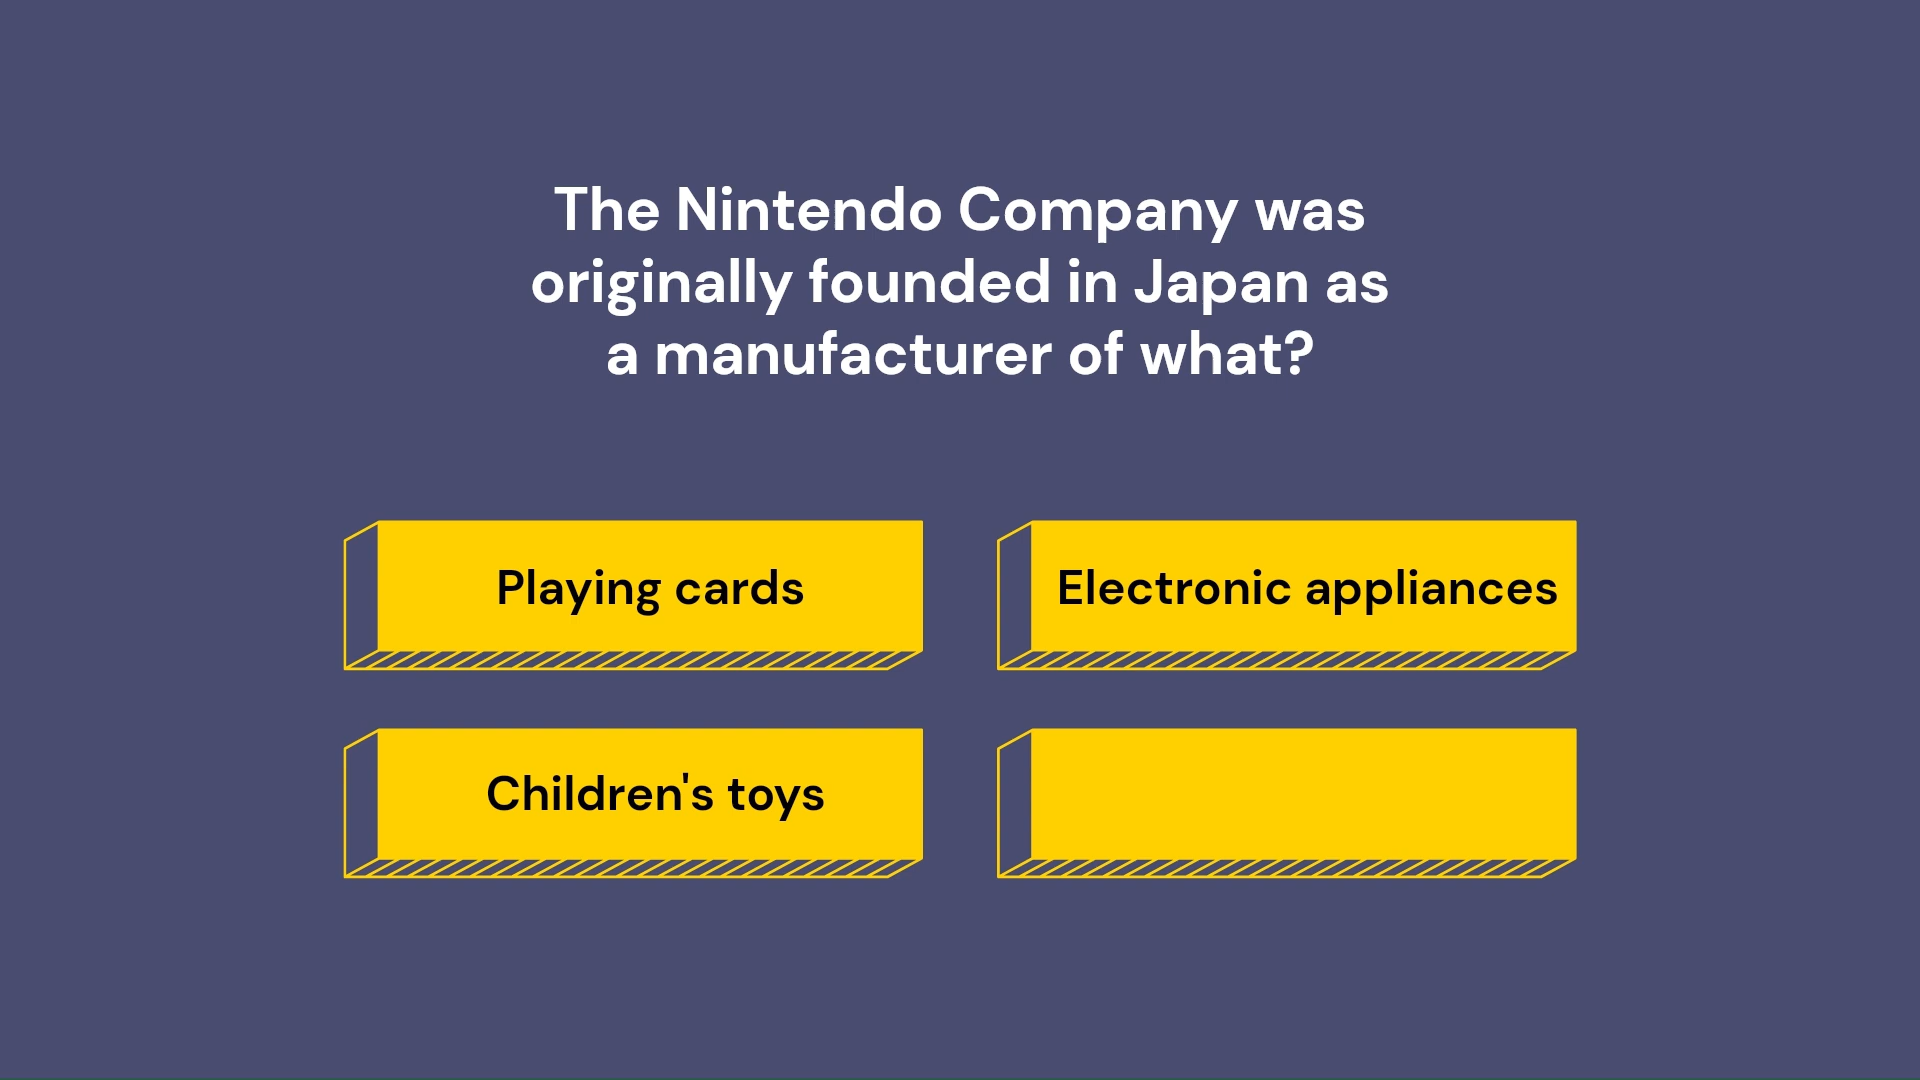 The Nintendo Company was
originally founded in Japan as
a manufacturer of what?
Playing cards
Electronic appliances
Children's toys